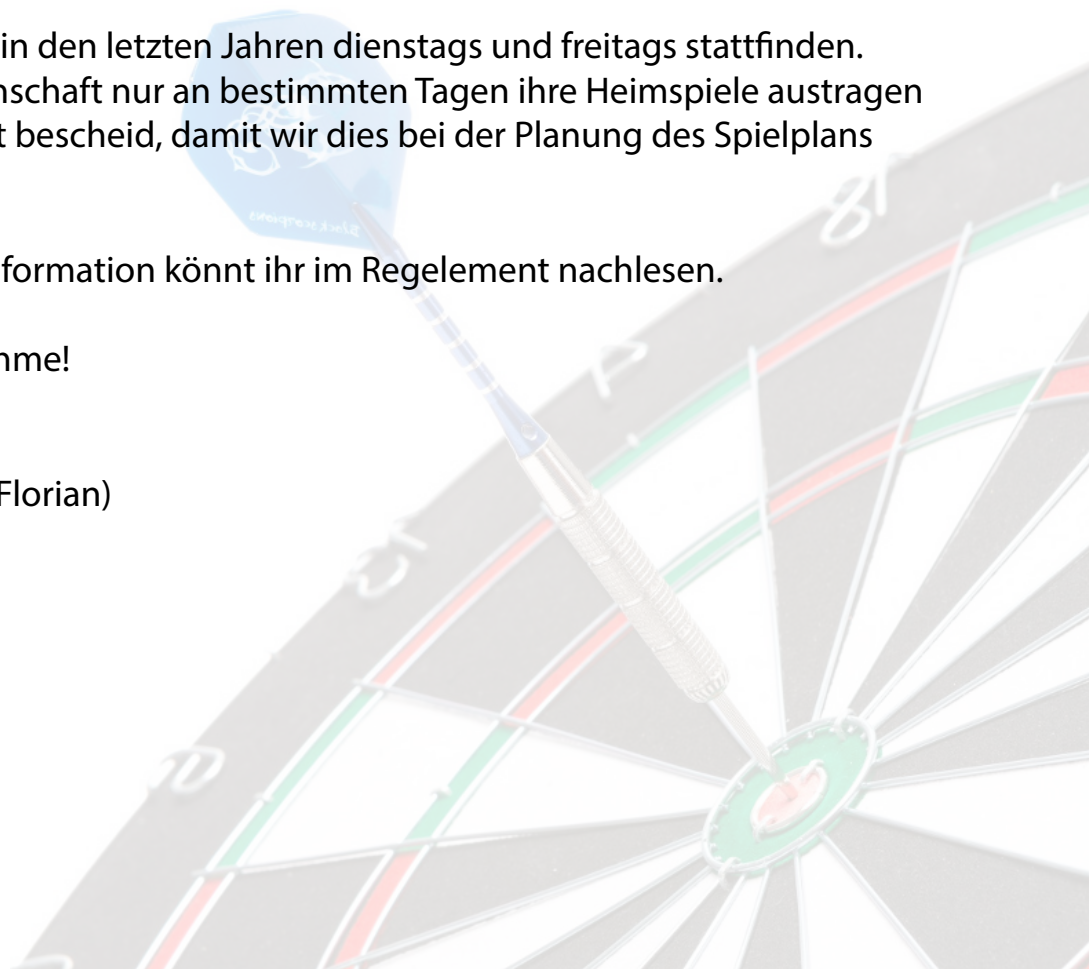 in den letzten Jahren dienstags und freitags stattfinden.
nschaft nur an bestimmten Tagen ihre Heimspiele austragen
t bescheid, damit wir dies bei der Planung des Spielplans
formation könnt ihr im Regelement nachlesen.
hme!
Florian)